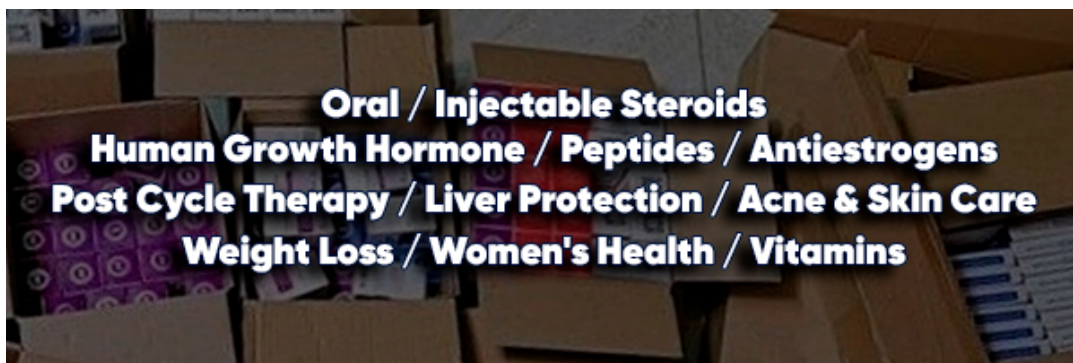 Oral / Injectable Steroids
Human Growth Hormone / Peptides / Antiestrogens
Post Cycle Therapy / Liver Protection / Acne & Skin Care
Weight Loss / Women's Health / Vitamins